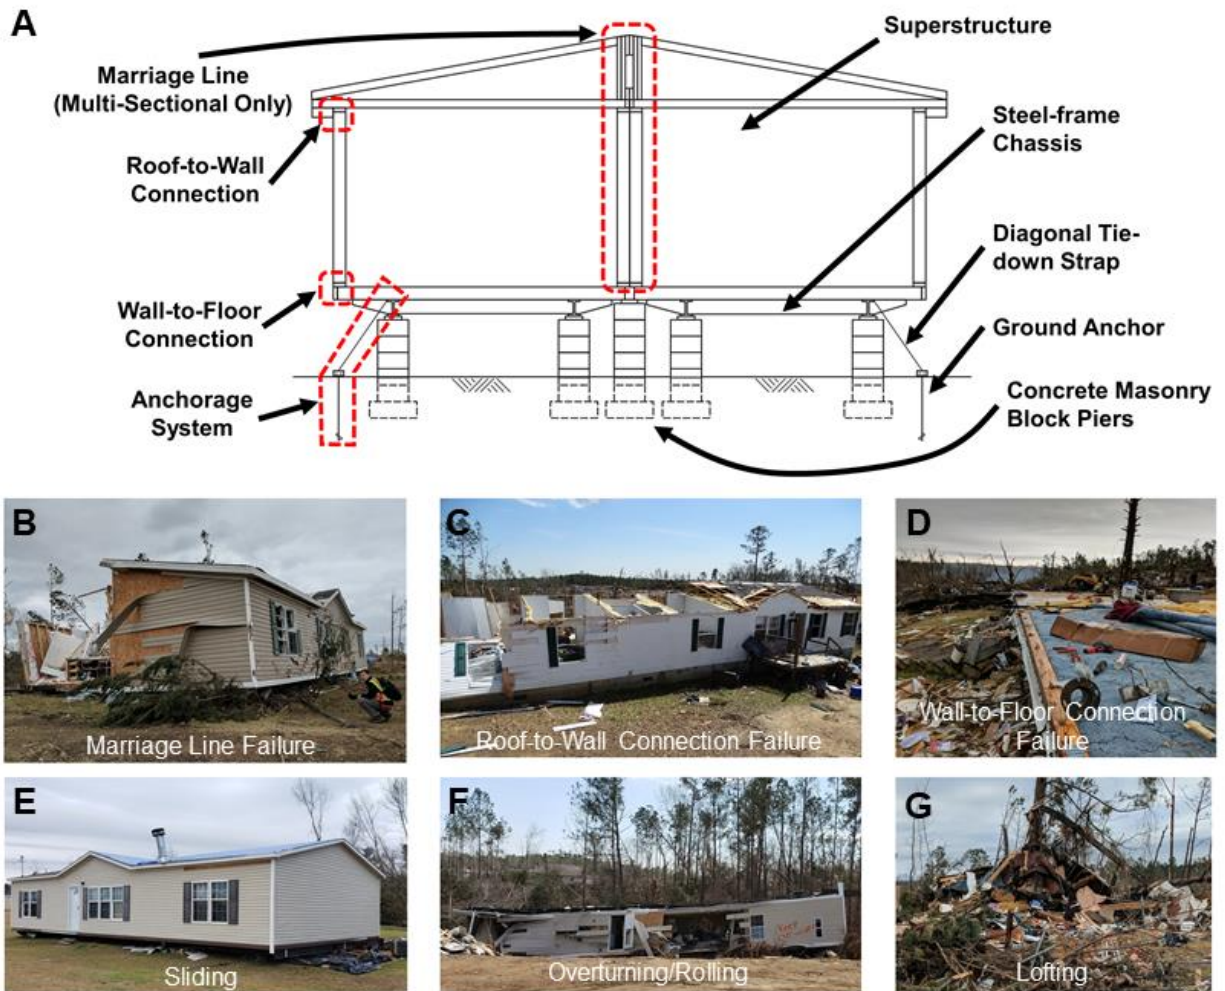 A
Marriage Line
(Multi-Sectional Only)
Superstructure
Roof-to-Wall
Connection
Steel-frame
Chassis
Wall-to-Floor
Connection
Diagonal Tie-
down Strap
Ground Anchor
Anchorage
System
Concrete Masonry
Block Piers
B
Marriage Line Failure
C
Roof-to-Wall Connection Failure
D
Wall-to-Floor Connection
Failure
E
Sliding
F
Overturning/Rolling
G
Lofting